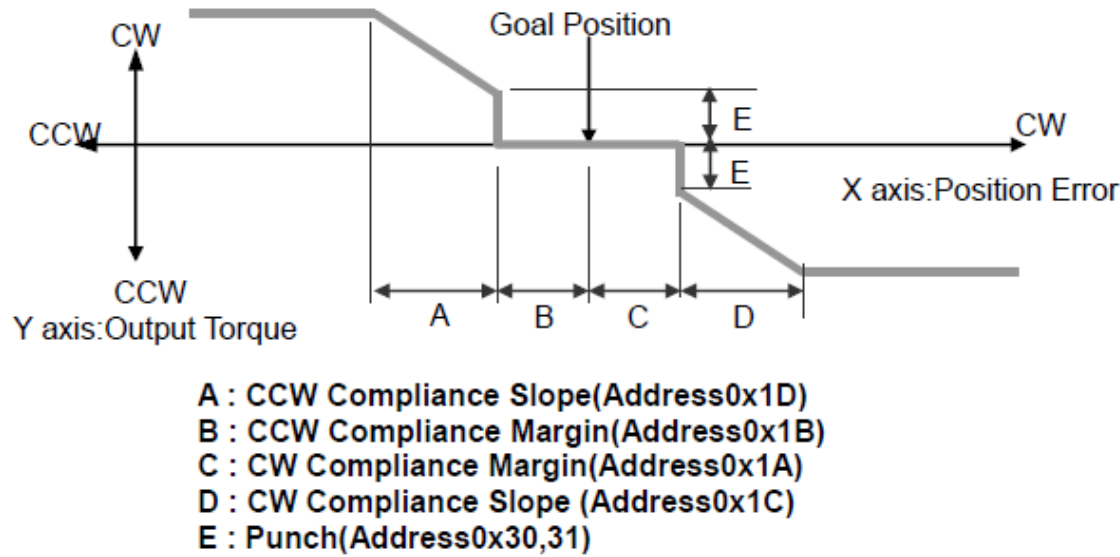 CW
Goal Position
E
CCW
CW
E
X axis:Position Error
CCW
Y axis:Output Torque
A
B
C
D
A : CCW Compliance Slope(Address0x1D)
B : CCW Compliance Margin(Address0x1B)
C : CW Compliance Margin(Address0x1A)
D : CW Compliance Slope (Address0x1C)
E : Punch(Address0x30,31)